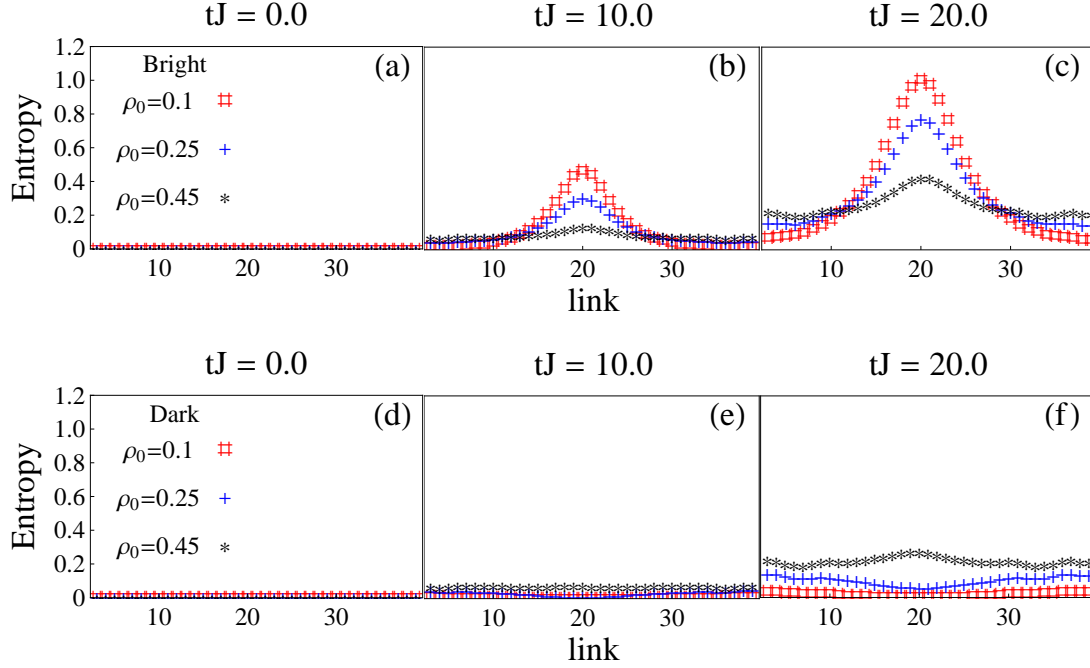 tJ = 0.0 tJ = 10.0 tJ = 20.0
1.2 Bright (a) (b) (c)
1.0 ρ0=0.1
0.8
0.6 ρ0=0.25
0.4
0.2 ρ0=0.45
0
Entropy
10 20 30 10 20 30 10 20 30
link link link
tJ = 0.0 tJ = 10.0 tJ = 20.0
1.2 Dark (d) (e) (f)
1.0 ρ0=0.1
0.8
0.6 ρ0=0.25
0.4
0.2 ρ0=0.45
0
Entropy
10 20 30 10 20 30 10 20 30
link